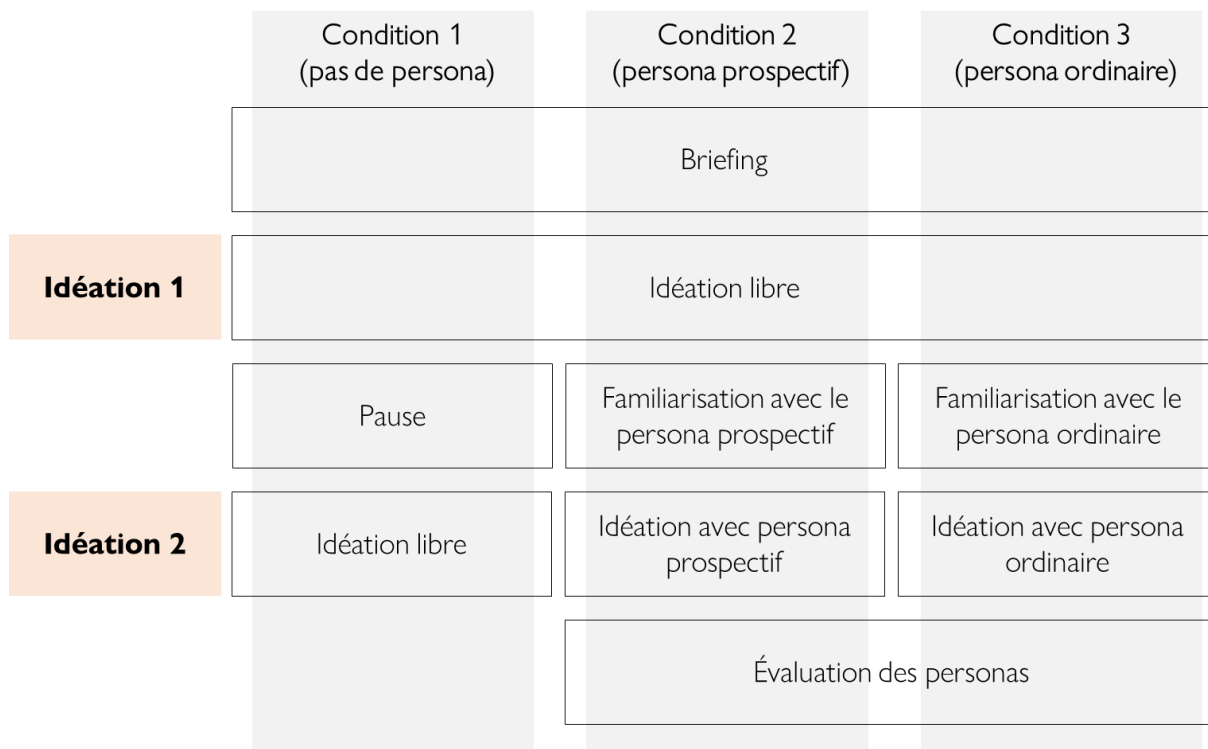 Condition 1
(pas de persona)
Condition 2
(persona prospectif)
Condition 3
(persona ordinaire)
Briefing
Idéation 1
Idéation libre
Pause
Familiarisation avec le
persona prospectif
Familiarisation avec le
persona ordinaire
Idéation 2
Idéation libre
Idéation avec persona
prospectif
Idéation avec persona
ordinaire
Évaluation des personas